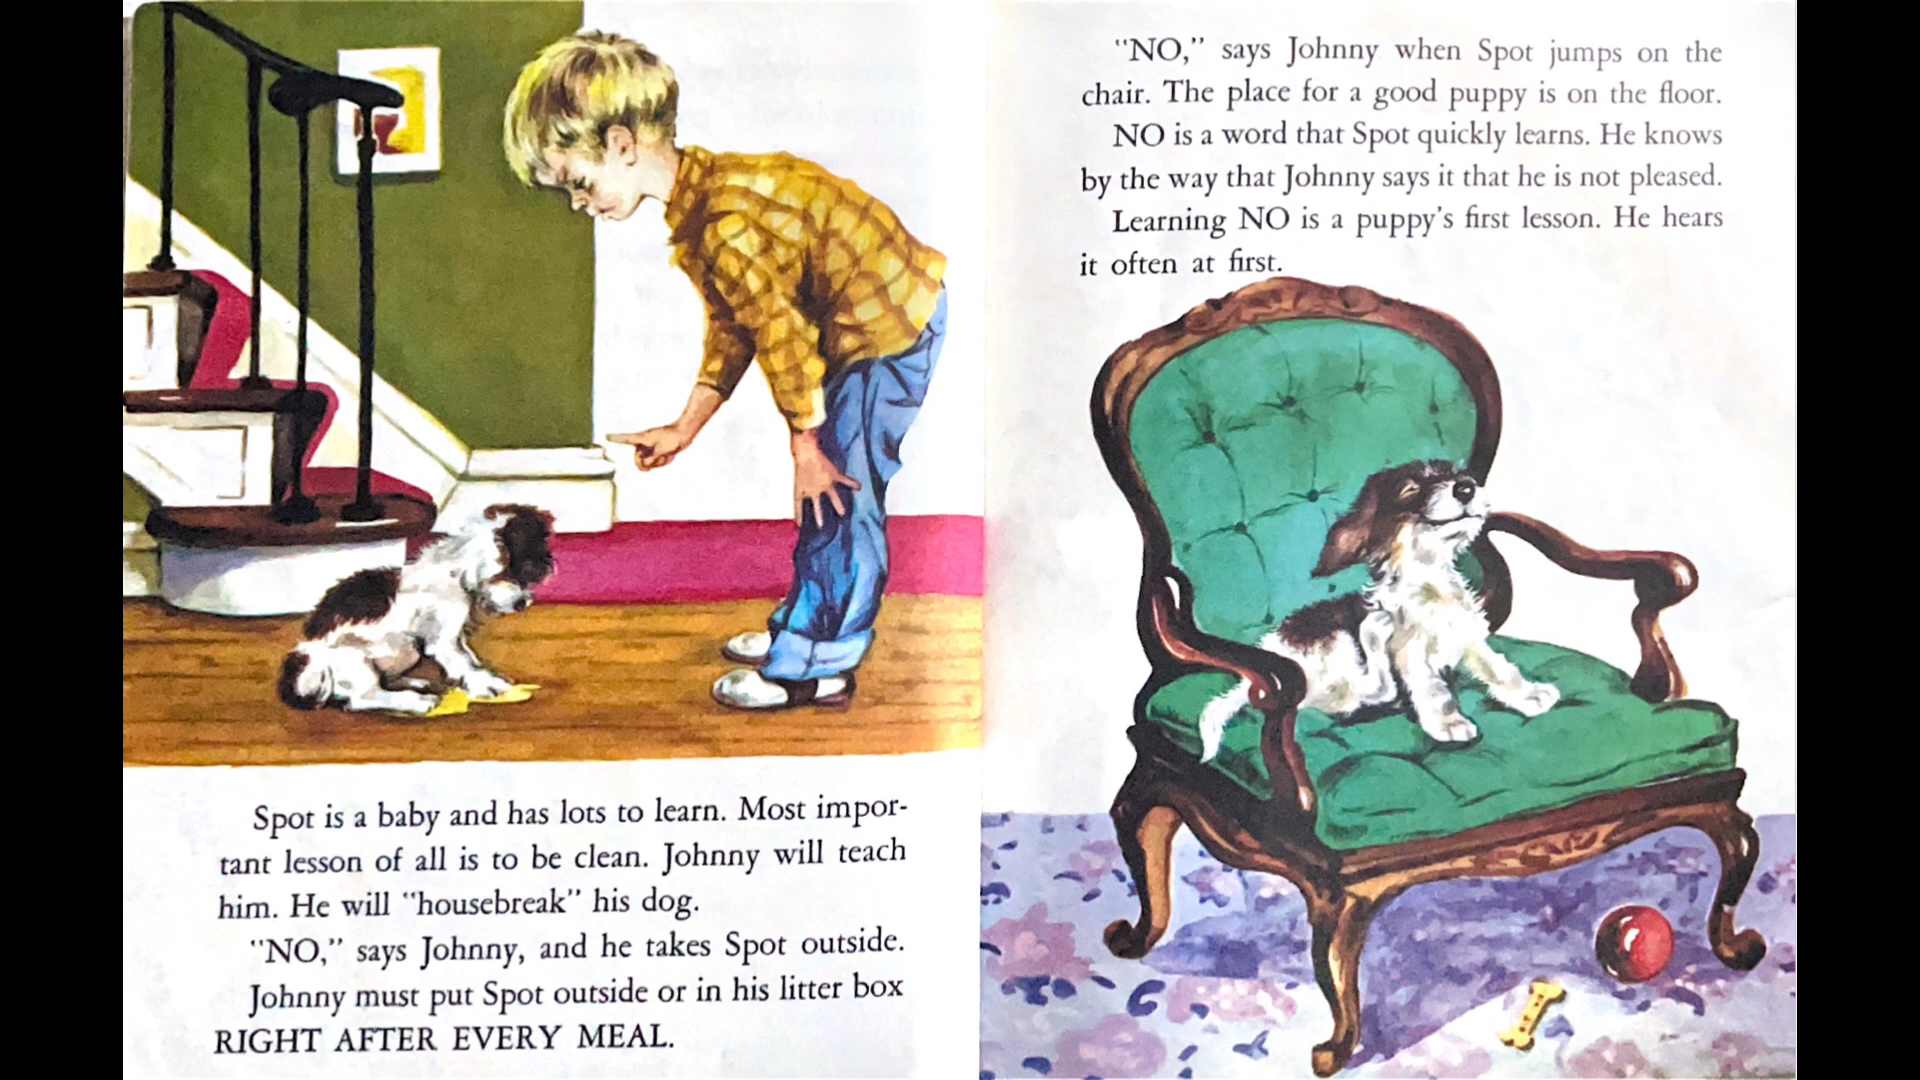 Spot is a baby and has lots to learn. Most impor-
tant lesson of all is to be clean. Johnny will teach
him. He will "housebreak" his dog.
"NO," says Johnny, and he takes Spot outside.
Johnny must put Spot outside or in his litter box
RIGHT AFTER EVERY MEAL.
"NO," says Johnny when Spot jumps on the
chair. The place for a good puppy is on the floor.
NO is a word that Spot quickly learns. He knows
by the way that Johnny says it that he is not pleased.
Learning NO is a puppy's first lesson. He hears
it often at first.